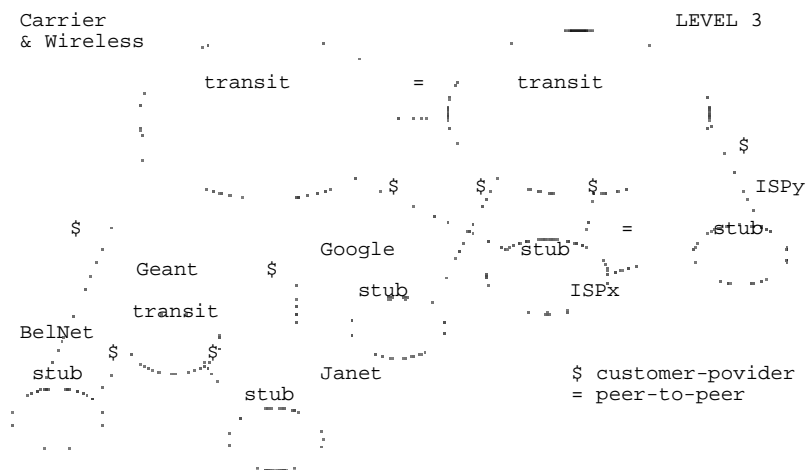 Carrier
& Wireless
LEVEL 3
transit = transit
$
$ $ $ ISPy
$ = stub
Google stub
Geant $
stub ISPx
transit
BelNet
$ $
stub Janet $ customer-povider
stub = peer-to-peer